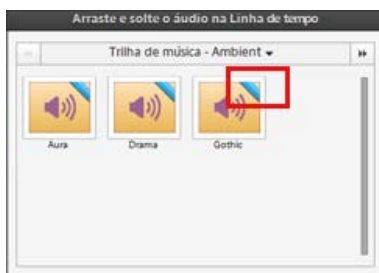 Arraste e solte o áudio na Linha de tempo
Trilha de música - Ambient
Aura Drama Gothic